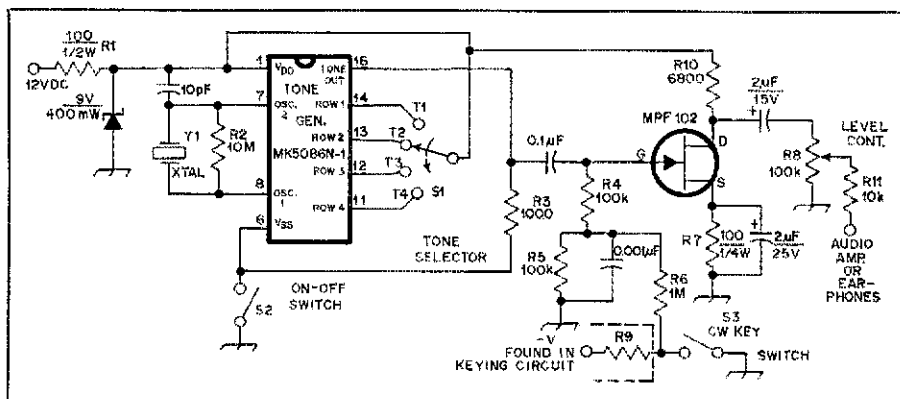 100
1/2W
R1
12VDC
9V
400mW
10pF
Y1
XTAL
R2
10M
1
VDD
TONE
OUT
16
7
OSC.
2
TONE
GEN.
MK5086N-1
ROW 1
14
ROW 2
13
ROW 3
12
ROW 4
11
8
OSC.
1
6
VSS
T1
T2
T3
T4
S1
TONE
SELECTOR
ON-OFF
SWITCH
S2
R3
1000
0.1µF
R4
100k
R5
100k
0.001µF
R6
1M
G
MPF 102
D
S
R10
6800
2µF
15V
LEVEL
CONT.
R8
100k
R11
10k
AUDIO
AMP.
OR
EAR-
PHONES
R7
100
1/4W
2µF
25V
-V
FOUND IN
KEYING CIRCUIT
R9
S3
CW KEY
SWITCH